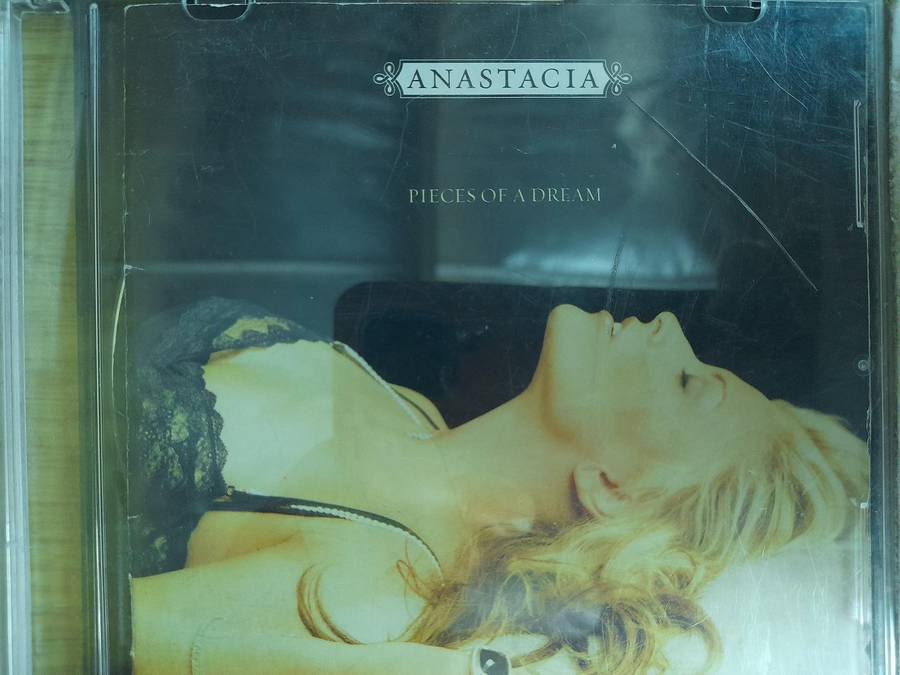 ANASTACIA
PIECES OF A DREAM